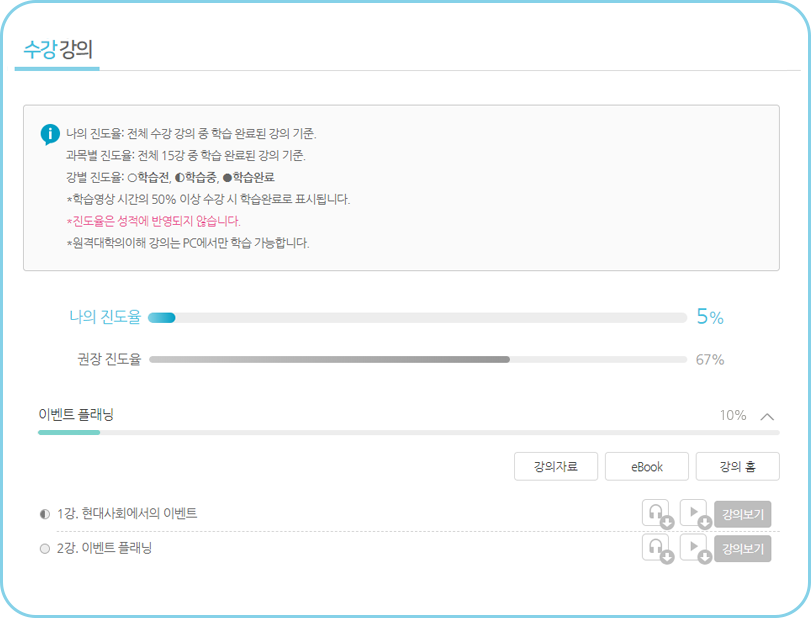 수강 강의
나의 진도율: 전체 수강 강의 중 학습 완료된 강의 기준.
과목별 진도율: 전체 15강 중 학습 완료된 강의 기준.
강별 진도율: ○학습전, ◐학습중, ●학습완료
*학습영상 시간의 50% 이상 수강 시 학습완료로 표시됩니다.
*진도율은 성적에 반영되지 않습니다.
*원격대학의이해 강의는 PC에서만 학습 가능합니다.
나의 진도율 5%
권장 진도율 67%
이벤트 플래닝 10%
강의자료 eBook 강의 홈
1강. 현대사회에서의 이벤트 강의보기
2강. 이벤트 플래닝 강의보기